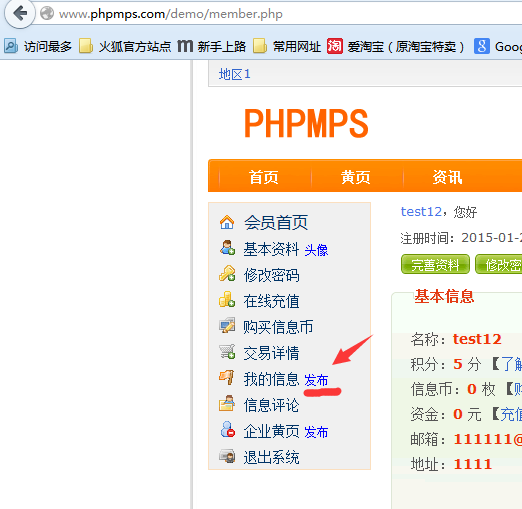 www.phpmps.com/demo/member.php
访问最多 火狐官方站点 新手上路 常用网址 淘 爱淘宝（原淘宝特卖） g Goog
地区1
PHPMPS
首页 黄页 资讯
会员首页
基本资料 头像
修改密码
在线充值
购买信息币
交易详情
我的信息 发布
信息评论
企业黄页 发布
退出系统
test12，您好
注册时间：2015-01-2
完善资料 修改密
基本信息
名称：test12
积分：5 分 【了解
信息币：0 枚 【购
资金：0 元 【充值
邮箱：111111@
地址：1111